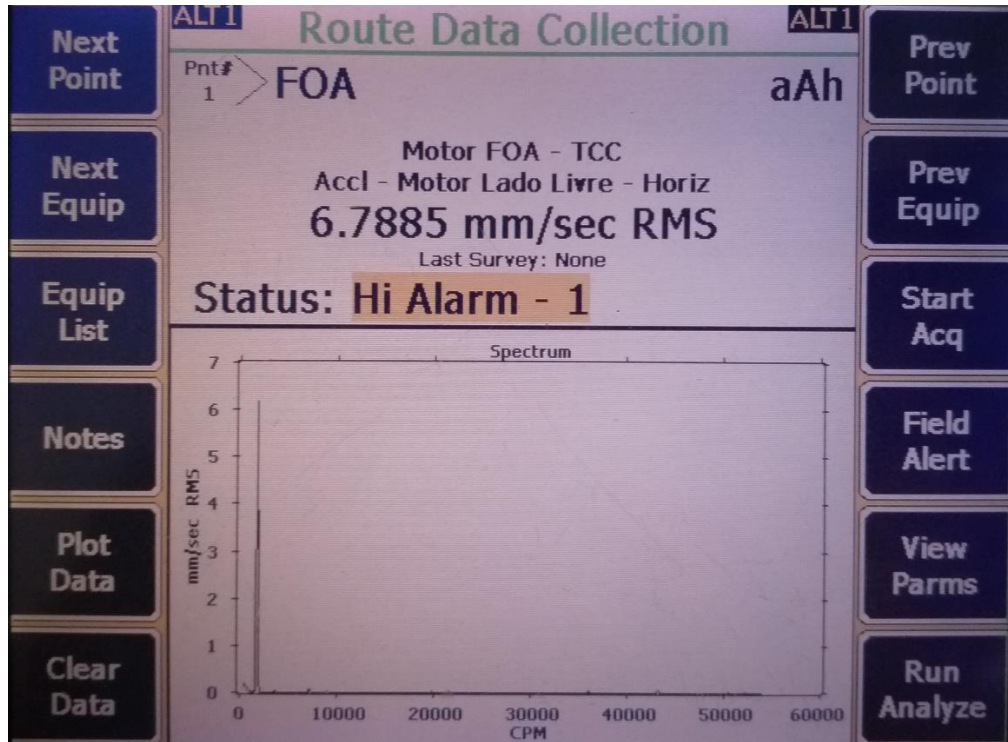 ALT1
Route Data Collection
ALT1
Next
Point
Prev
Point
Pnt#
1
FOA
aAh
Next
Equip
Prev
Equip
Motor FOA - TCC
Accl - Motor Lado Livre - Horiz
6.7885 mm/sec RMS
Last Survey: None
Status: Hi Alarm - 1
Equip
List
Start
Acq
Notes
Field
Alert
Plot
Data
View
Parms
Clear
Data
Run
Analyze
Spectrum
mm/sec RMS
7
6
5
4
3
2
1
0
0 10000 20000 30000 40000 50000 60000
CPM